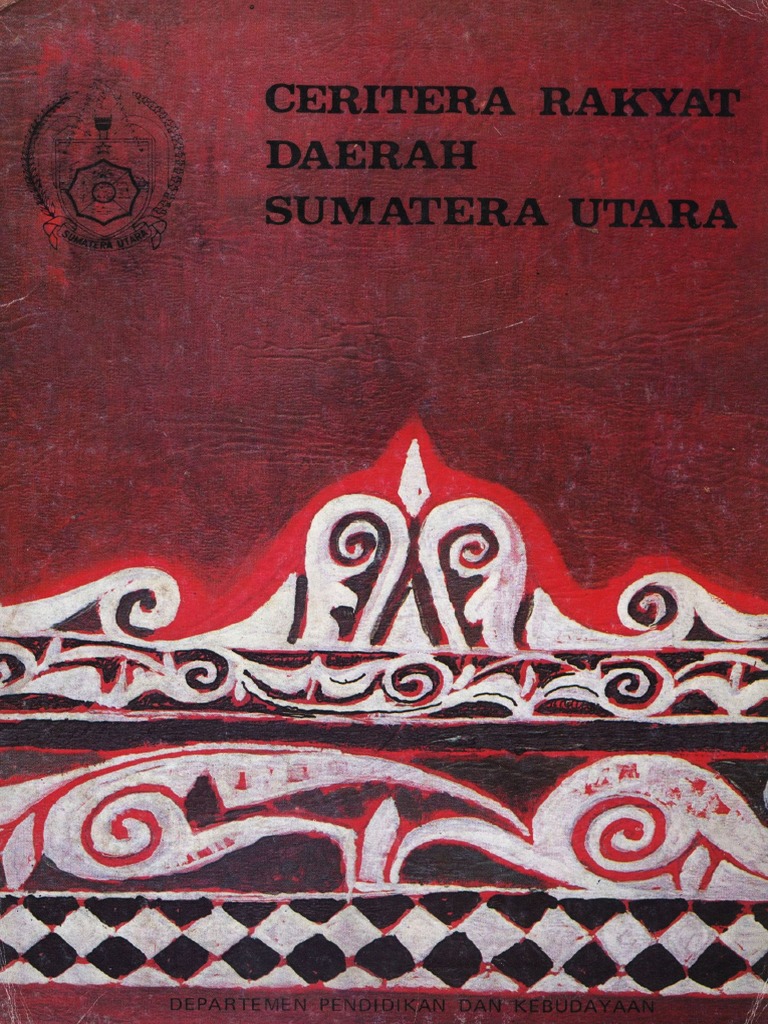 CERITERA RAKYAT
DAERAH
SUMATERA UTARA
SUMATERA UTARA
DEPARTEMEN PENDIDIKAN DAN KEBUDAYAAN